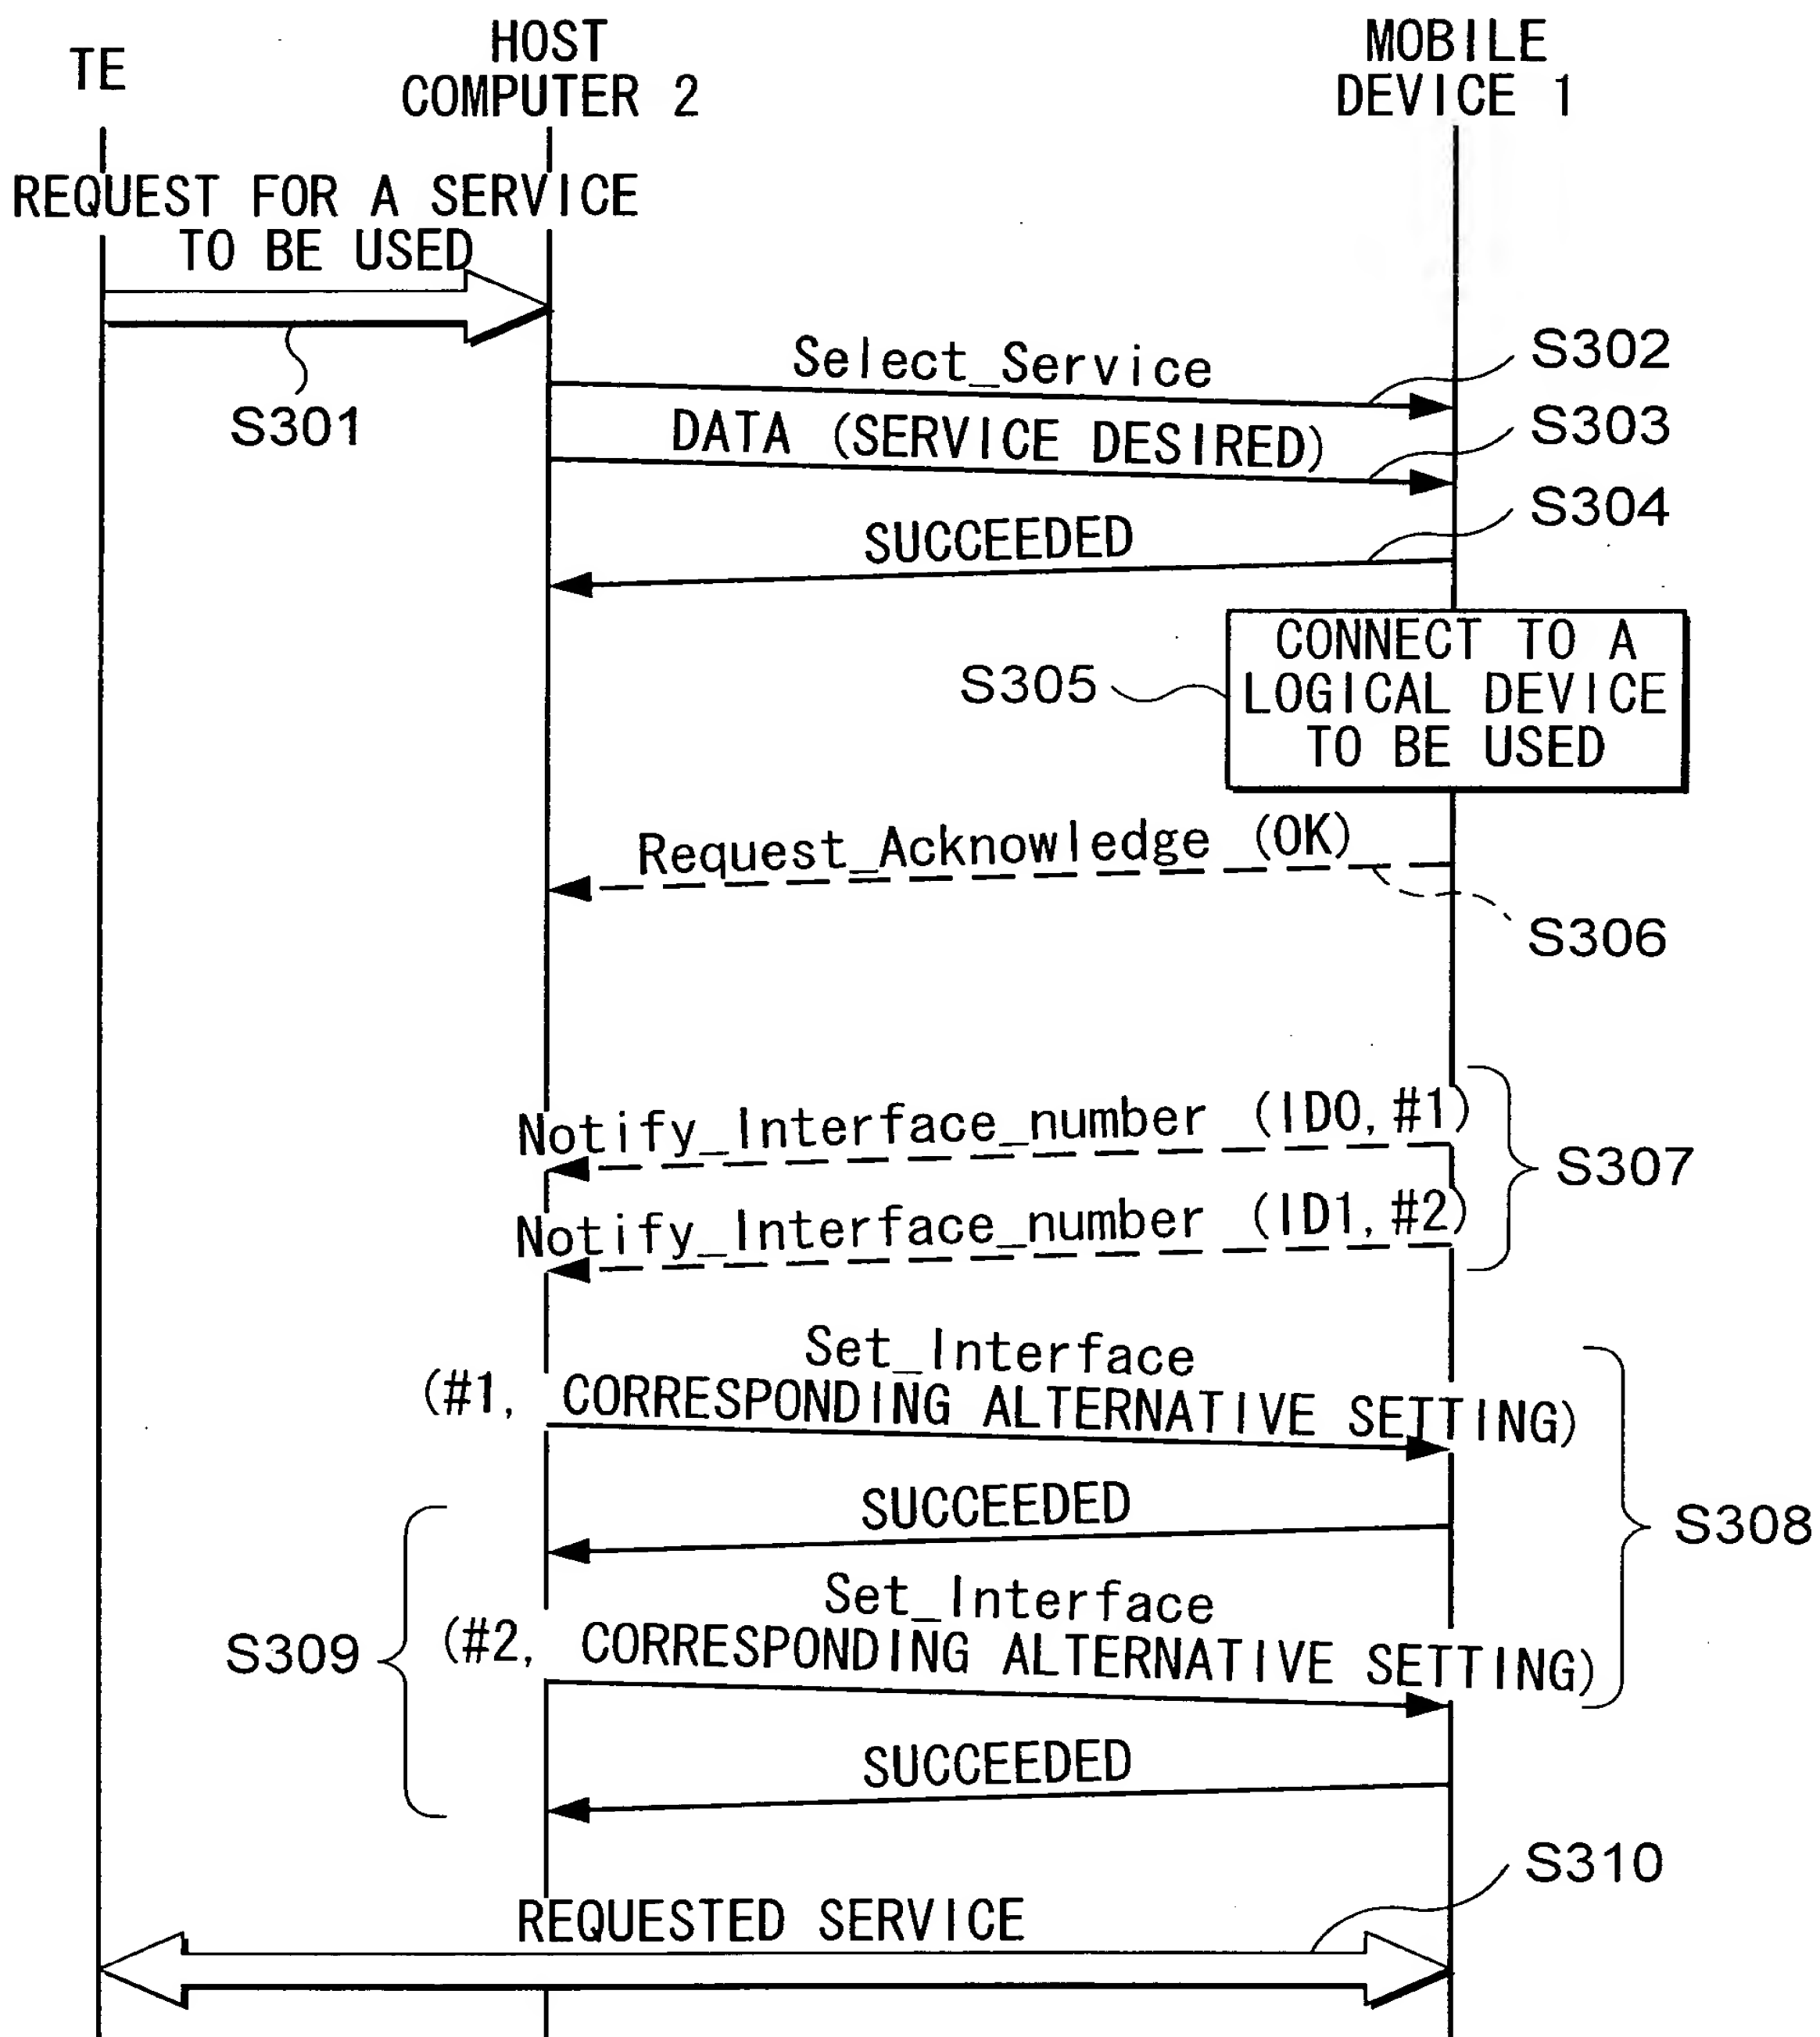 TE
HOST
COMPUTER 2
MOBILE
DEVICE 1
REQUEST FOR A SERVICE
TO BE USED
S301
Select_Service
S302
DATA (SERVICE DESIRED)
S303
SUCCEEDED
S304
CONNECT TO A
LOGICAL DEVICE
TO BE USED
S305
Request_Acknowledge (OK)
S306
Notify_Interface_number (ID0, #1)
Notify_Interface_number (ID1, #2)
S307
Set_Interface
(#1, CORRESPONDING ALTERNATIVE SETTING)
SUCCEEDED
S308
Set_Interface
(#2, CORRESPONDING ALTERNATIVE SETTING)
S309
SUCCEEDED
S310
REQUESTED SERVICE